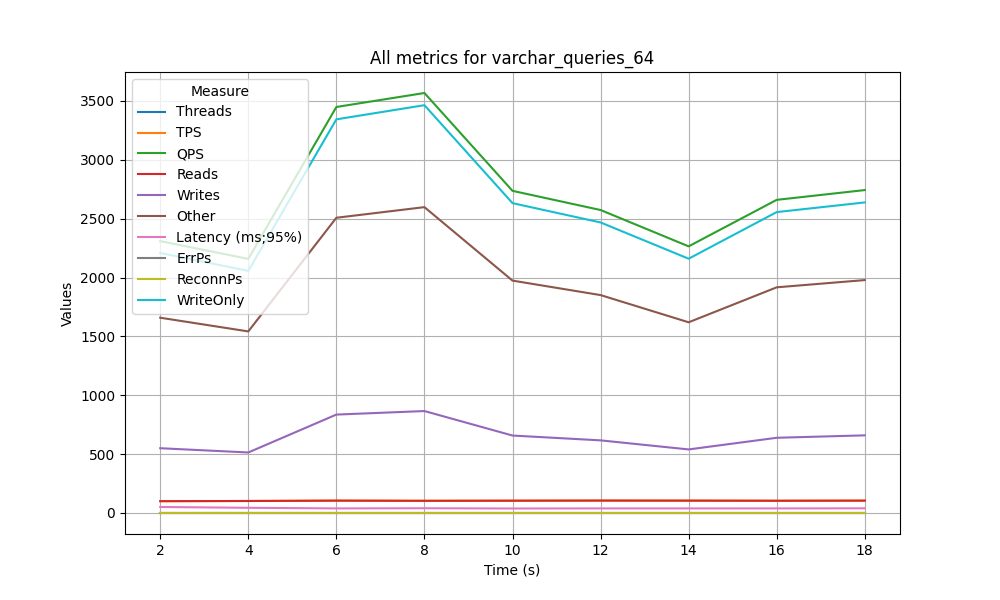 All metrics for varchar_queries_64
Measure
Threads
TPS
QPS
Reads
Writes
Other
Latency (ms;95%)
ErrPs
ReconnPs
WriteOnly
Values
3500
3000
2500
2000
1500
1000
500
0
2 4 6 8 10 12 14 16 18
Time (s)